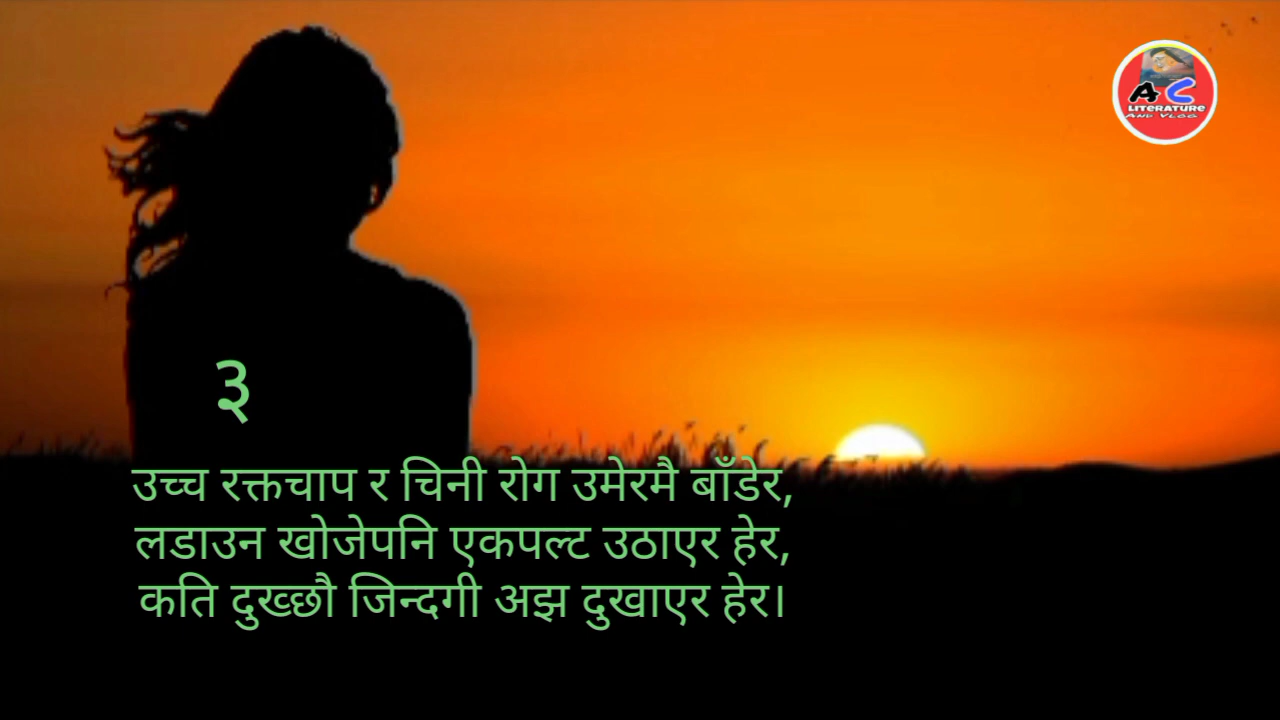 A C
LITERATURE
AND VLOG
३
उच्च रक्तचाप र चिनी रोग उमेरमै बाँडेर,
लडाउन खोजेपनि एकपल्ट उठाएर हेर,
कति दुख्छौ जिन्दगी अझ दुखाएर हेर।